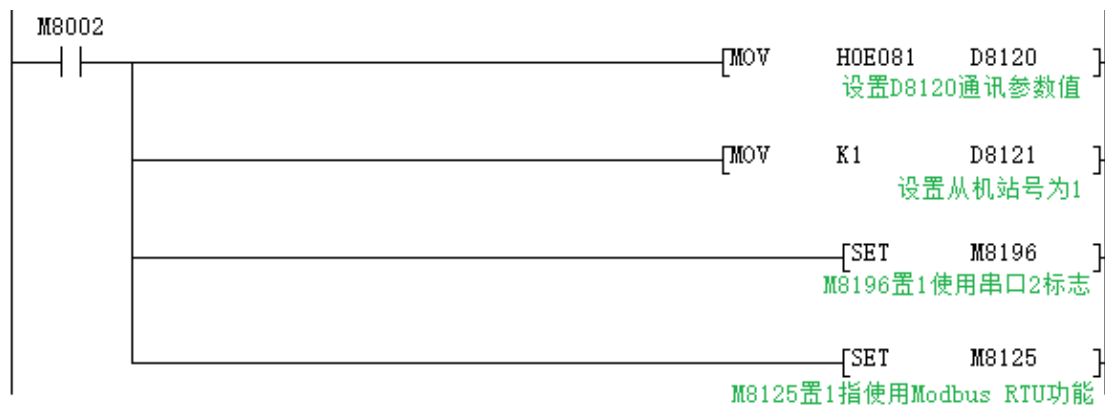 M8002
[MOV H0E081 D8120 ]
设置D8120通讯参数值
[MOV K1 D8121 ]
设置从机站号为1
[SET M8196 ]
M8196置1使用串口2标志
[SET M8125 ]
M8125置1指使用Modbus RTU功能